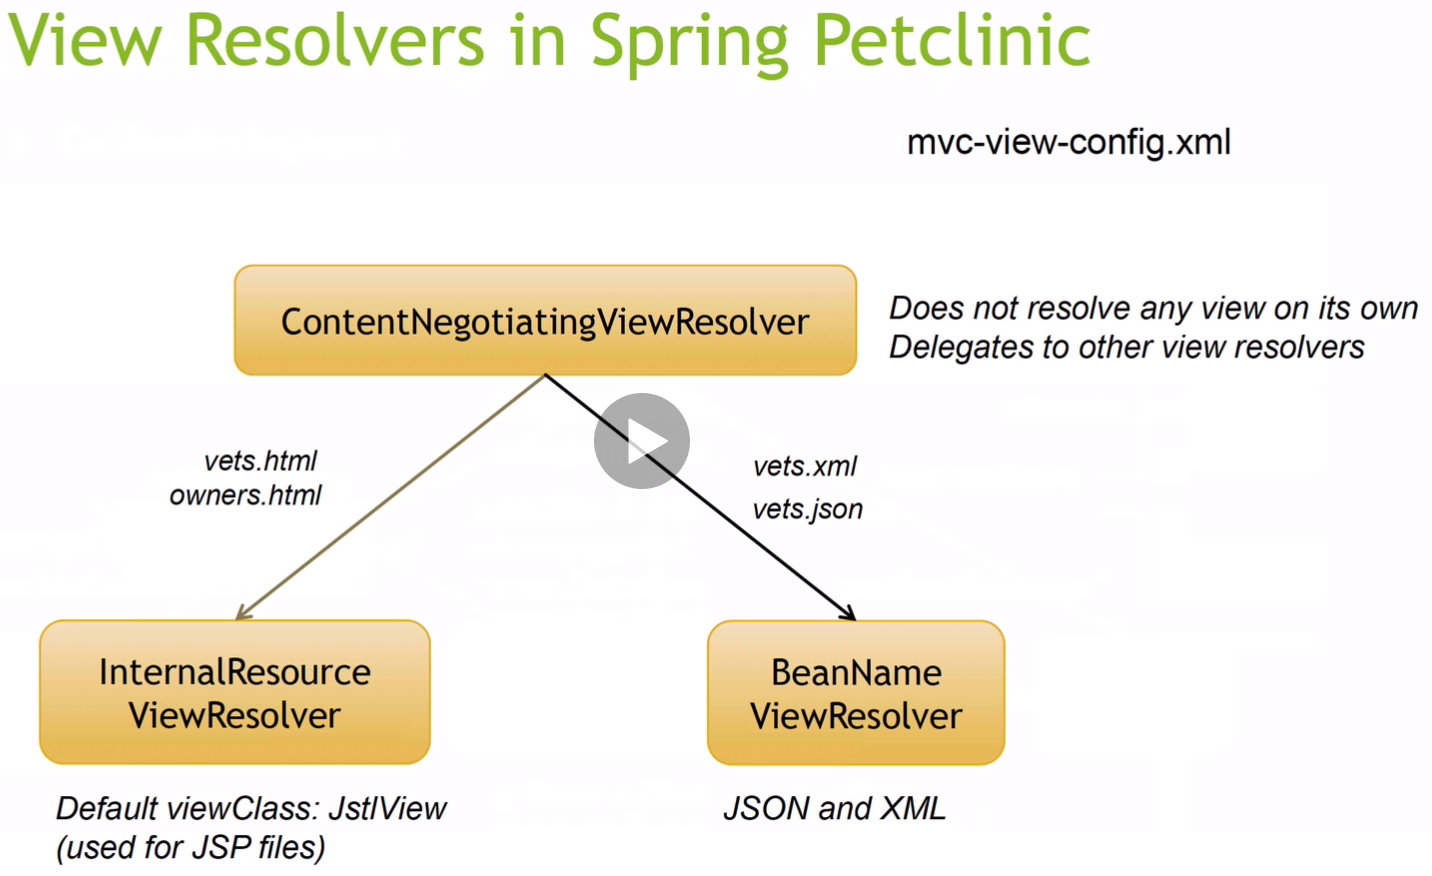 View Resolvers in Spring Petclinic
mvc-view-config.xml
ContentNegotiatingViewResolver
Does not resolve any view on its own
Delegates to other view resolvers
vets.html
owners.html
vets.xml
vets.json
InternalResource
ViewResolver
BeanName
ViewResolver
Default viewClass: JstlView
(used for JSP files)
JSON and XML